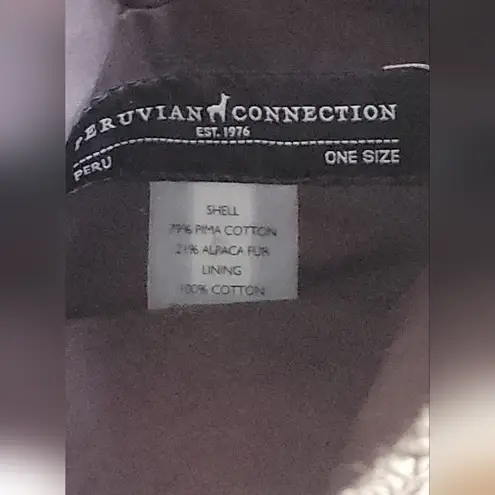 PERUVIAN CONNECTION
EST. 1976
PERU ONE SIZE
SHELL
79% PIMA COTTON
21% ALPACA FUR
LINING
100% COTTON